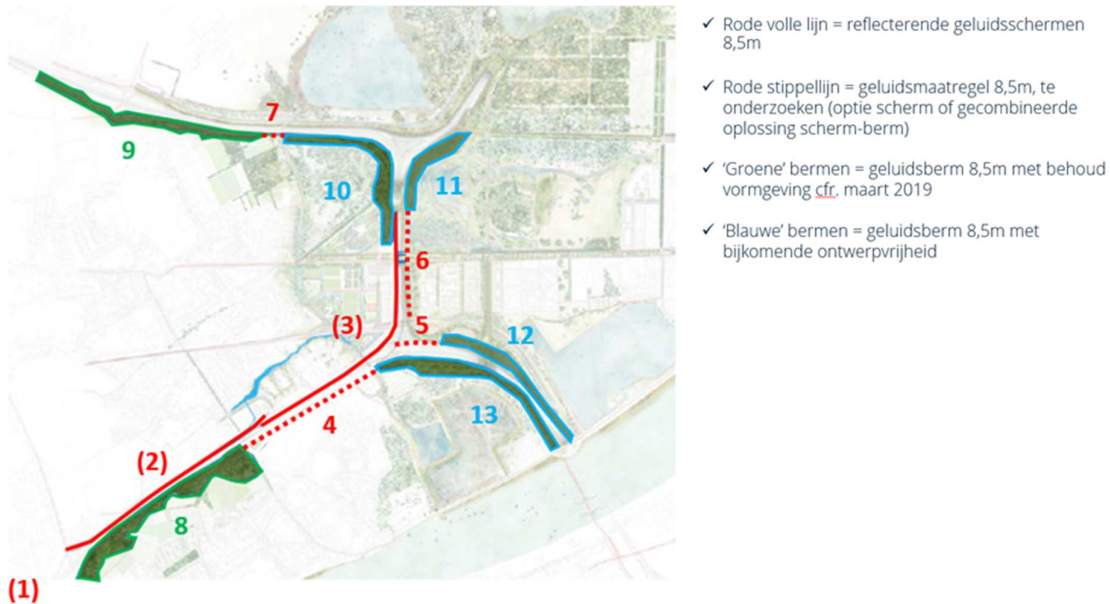 ✓ Rode volle lijn = reflecterende geluidsschermen
8,5m
✓ Rode stippellijn = geluidsmaatregel 8,5m, te
onderzoeken (optie scherm of gecombineerde
oplossing scherm-berm)
✓ ‘Groene’ bermen = geluidsberm 8,5m met behoud
vormgeving cfr. maart 2019
✓ ‘Blauwe’ bermen = geluidsberm 8,5m met
bijkomende ontwerpvrijheid
7
9
10
11
6
(3)
5
12
13
4
(2)
8
(1)